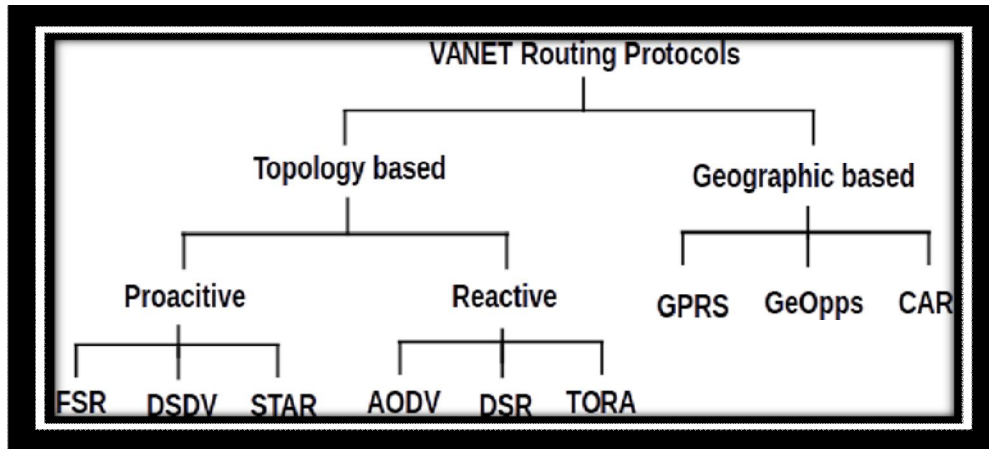 VANET Routing Protocols
Topology based
Geographic based
Proacitive
Reactive
GPRS
GeOpps
CAR
FSR
DSDV
STAR
AODV
DSR
TORA